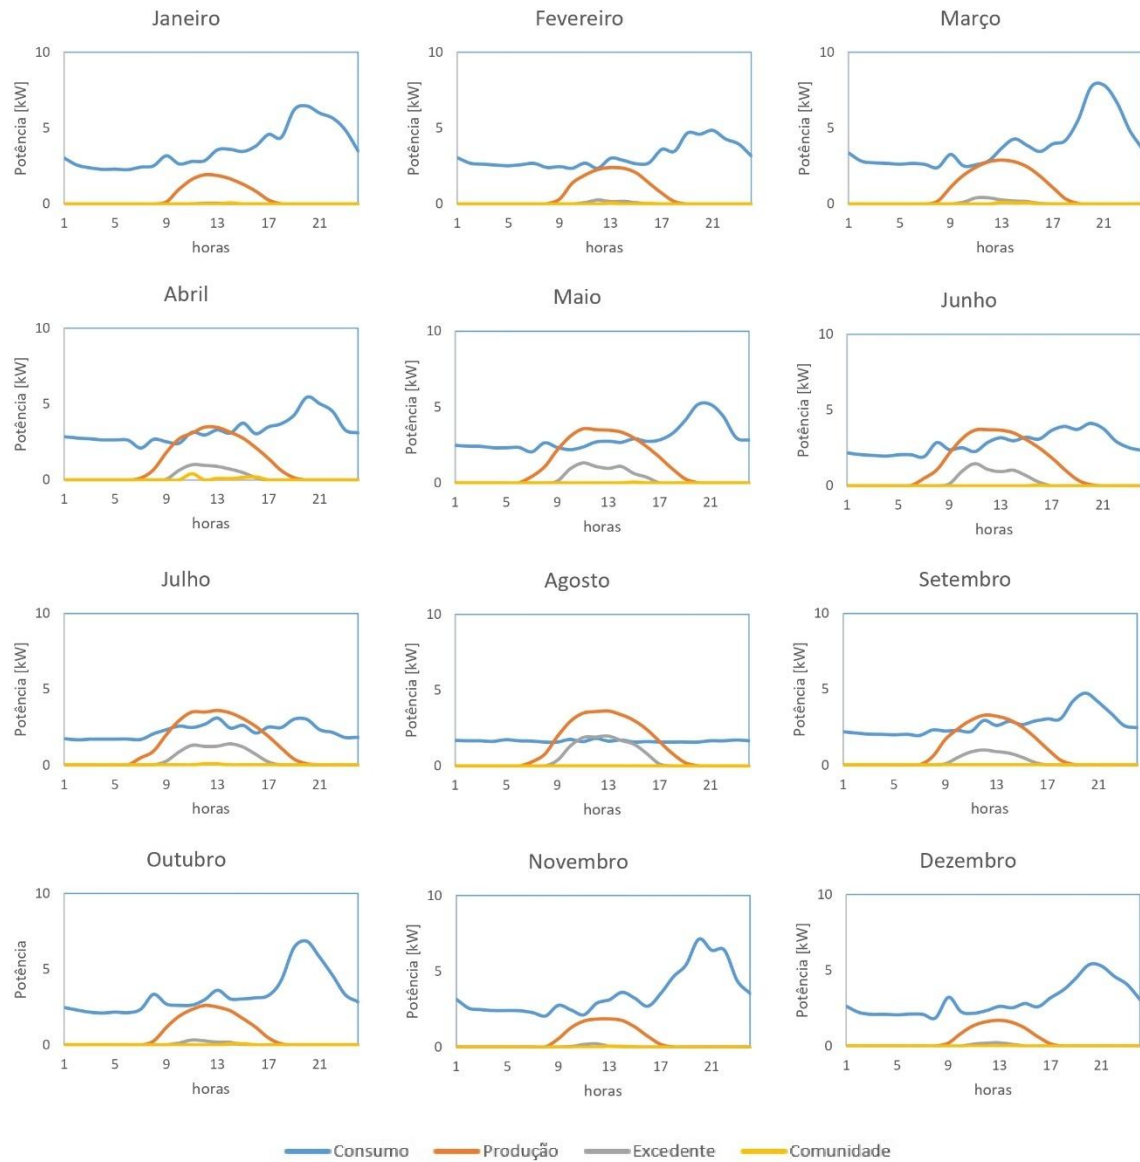 Janeiro
Fevereiro
Março
10
5
0
Potência [kW]
1 5 9 13 17 21
horas
10
5
0
Potência [kW]
1 5 9 13 17 21
horas
10
5
0
Potência [kW]
1 5 9 13 17 21
horas
Abril
Maio
Junho
10
5
0
Potência [kW]
1 5 9 13 17 21
horas
10
5
0
Potência [kW]
1 5 9 13 17 21
horas
10
5
0
Potência [kW]
1 5 9 13 17 21
horas
Julho
Agosto
Setembro
10
5
0
Potência [kW]
1 5 9 13 17 21
horas
10
5
0
Potência [kW]
1 5 9 13 17 21
horas
10
5
0
Potência [kW]
1 5 9 13 17 21
horas
Outubro
Novembro
Dezembro
10
5
0
Potência
1 5 9 13 17 21
horas
10
5
0
Potência [kW]
1 5 9 13 17 21
horas
10
5
0
Potência [kW]
1 5 9 13 17 21
horas
Consumo Produção Excedente Comunidade